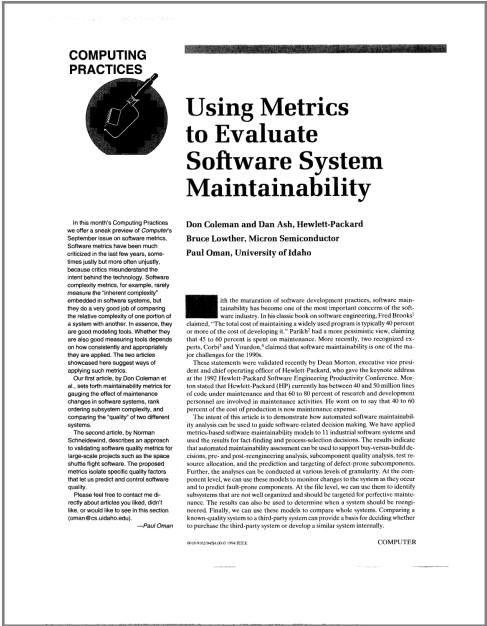 COMPUTING
PRACTICES
Using Metrics
to Evaluate
Software System
Maintainability
Don Coleman and Dan Ash, Hewlett-Packard
Bruce Lowther, Micron Semiconductor
Paul Oman, University of Idaho
In this month's Computing Practices
we offer a sneak preview of Computer's
September issue on software metrics.
Software metrics have been much
criticized in the last few years, some-
times justly but more often unjustly,
because critics misunderstand the
intent behind the technology. Software
complexity metrics, for example, rarely
measure the "inherent complexity"
embedded in software systems, but
they do a very good job of comparing
the relative complexity of one portion of
a system with another. In essence, they
are good modeling tools. Whether they
are also good measuring tools depends
on how consistently and appropriately
they are applied. The two articles
showcased here suggest ways of
applying such metrics.
Our first article, by Don Coleman et
al., sets forth maintainability metrics for
gauging the effect of maintenance
changes in software systems, rank
ordering subsystem complexity, and
comparing the "quality" of two different
systems.
The second article, by Norman
Schneidewind, describes an approach
to validating software quality metrics for
large-scale projects such as the space
shuttle flight software. The proposed
metrics isolate specific quality factors
that let us predict and control software
quality.
Please feel free to contact me di-
rectly about articles you liked, didn't
like, or would like to see in this section
(oman@cs.uidaho.edu).
—Paul Oman
ith the maturation of software development practices, software main-
tainability has become one of the most important concerns of the soft-
ware industry. In his classic book on software engineering, Fred Brooks¹
claimed, "The total cost of maintaining a widely used program is typically 40 percent
or more of the cost of developing it." Parikh² had a more pessimistic view, claiming
that 45 to 60 percent is spent on maintenance. More recently, two recognized ex-
perts, Corbi³ and Yourdon,⁴ claimed that software maintainability is one of the ma-
jor challenges for the 1990s.
These statements were validated recently by Dean Morton, executive vice presi-
dent and chief operating officer of Hewlett-Packard, who gave the keynote address
at the 1992 Hewlett-Packard Software Engineering Productivity Conference. Mor-
ton stated that Hewlett-Packard (HP) currently has between 40 and 50 million lines
of code under maintenance and that 60 to 80 percent of research and development
personnel are involved in maintenance activities. He went on to say that 40 to 60
percent of the cost of production is now maintenance expense.
The intent of this article is to demonstrate how automated software maintainabil-
ity analysis can be used to guide software-related decision making. We have applied
metrics-based software maintainability models to 11 industrial software systems and
used the results for fact-finding and process-selection decisions. The results indicate
that automated maintainability assessment can be used to support buy-versus-build de-
cisions, pre- and post-reengineering analysis, subcomponent quality analysis, test re-
source allocation, and the prediction and targeting of defect-prone subcomponents.
Further, the analyses can be conducted at various levels of granularity. At the com-
ponent level, we can use these models to monitor changes to the system as they occur
and to predict fault-prone components. At the file level, we can use them to identify
subsystems that are not well organized and should be targeted for perfective mainte-
nance. The results can also be used to determine when a system should be reengi-
neered. Finally, we can use these models to compare whole systems. Comparing a
known-quality system to a third-party system can provide a basis for deciding whether
to purchase the third-party system or develop a similar system internally.
0018-9162/94/$4.00 © 1994 IEEE
COMPUTER